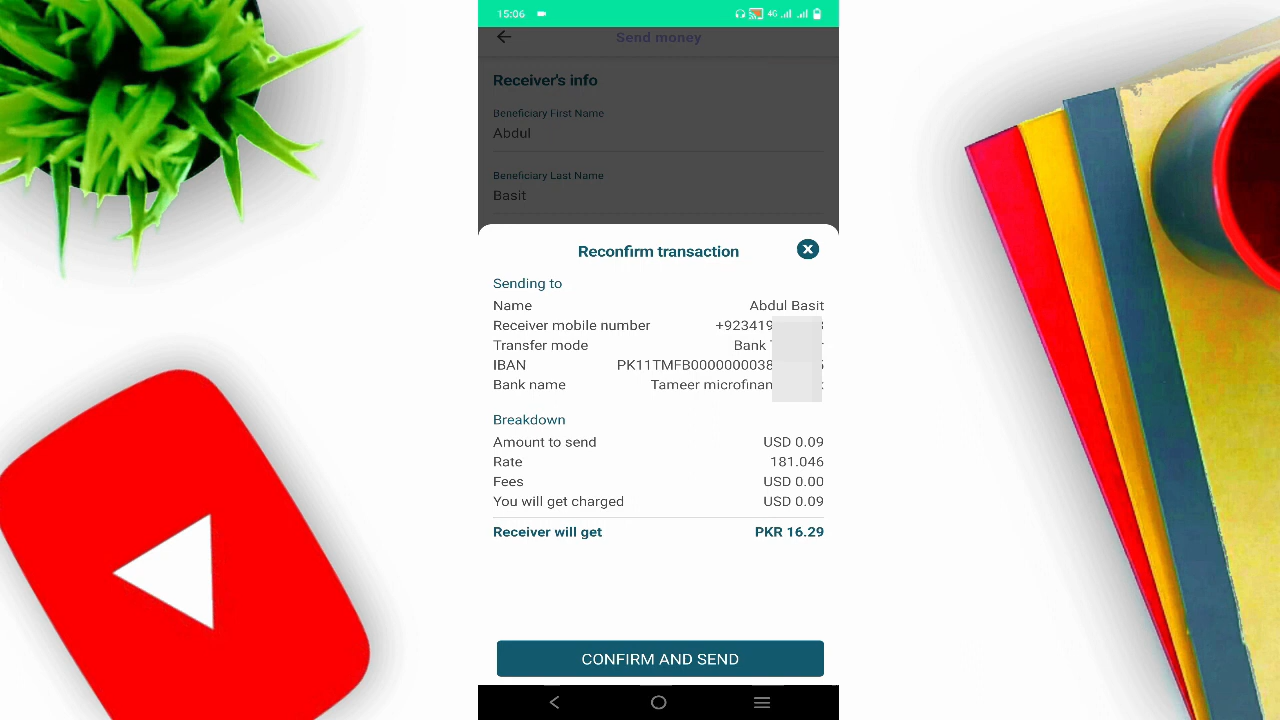 15:06
4G
Send money
Receiver's info
Beneficiary First Name
Abdul
Beneficiary Last Name
Basit
Reconfirm transaction
Sending to
Name Abdul Basit
Receiver mobile number +923419
Transfer mode Bank
IBAN PK11TMFB0000000038
Bank name Tameer microfinan
Breakdown
Amount to send USD 0.09
Rate 181.046
Fees USD 0.00
You will get charged USD 0.09
Receiver will get PKR 16.29
CONFIRM AND SEND